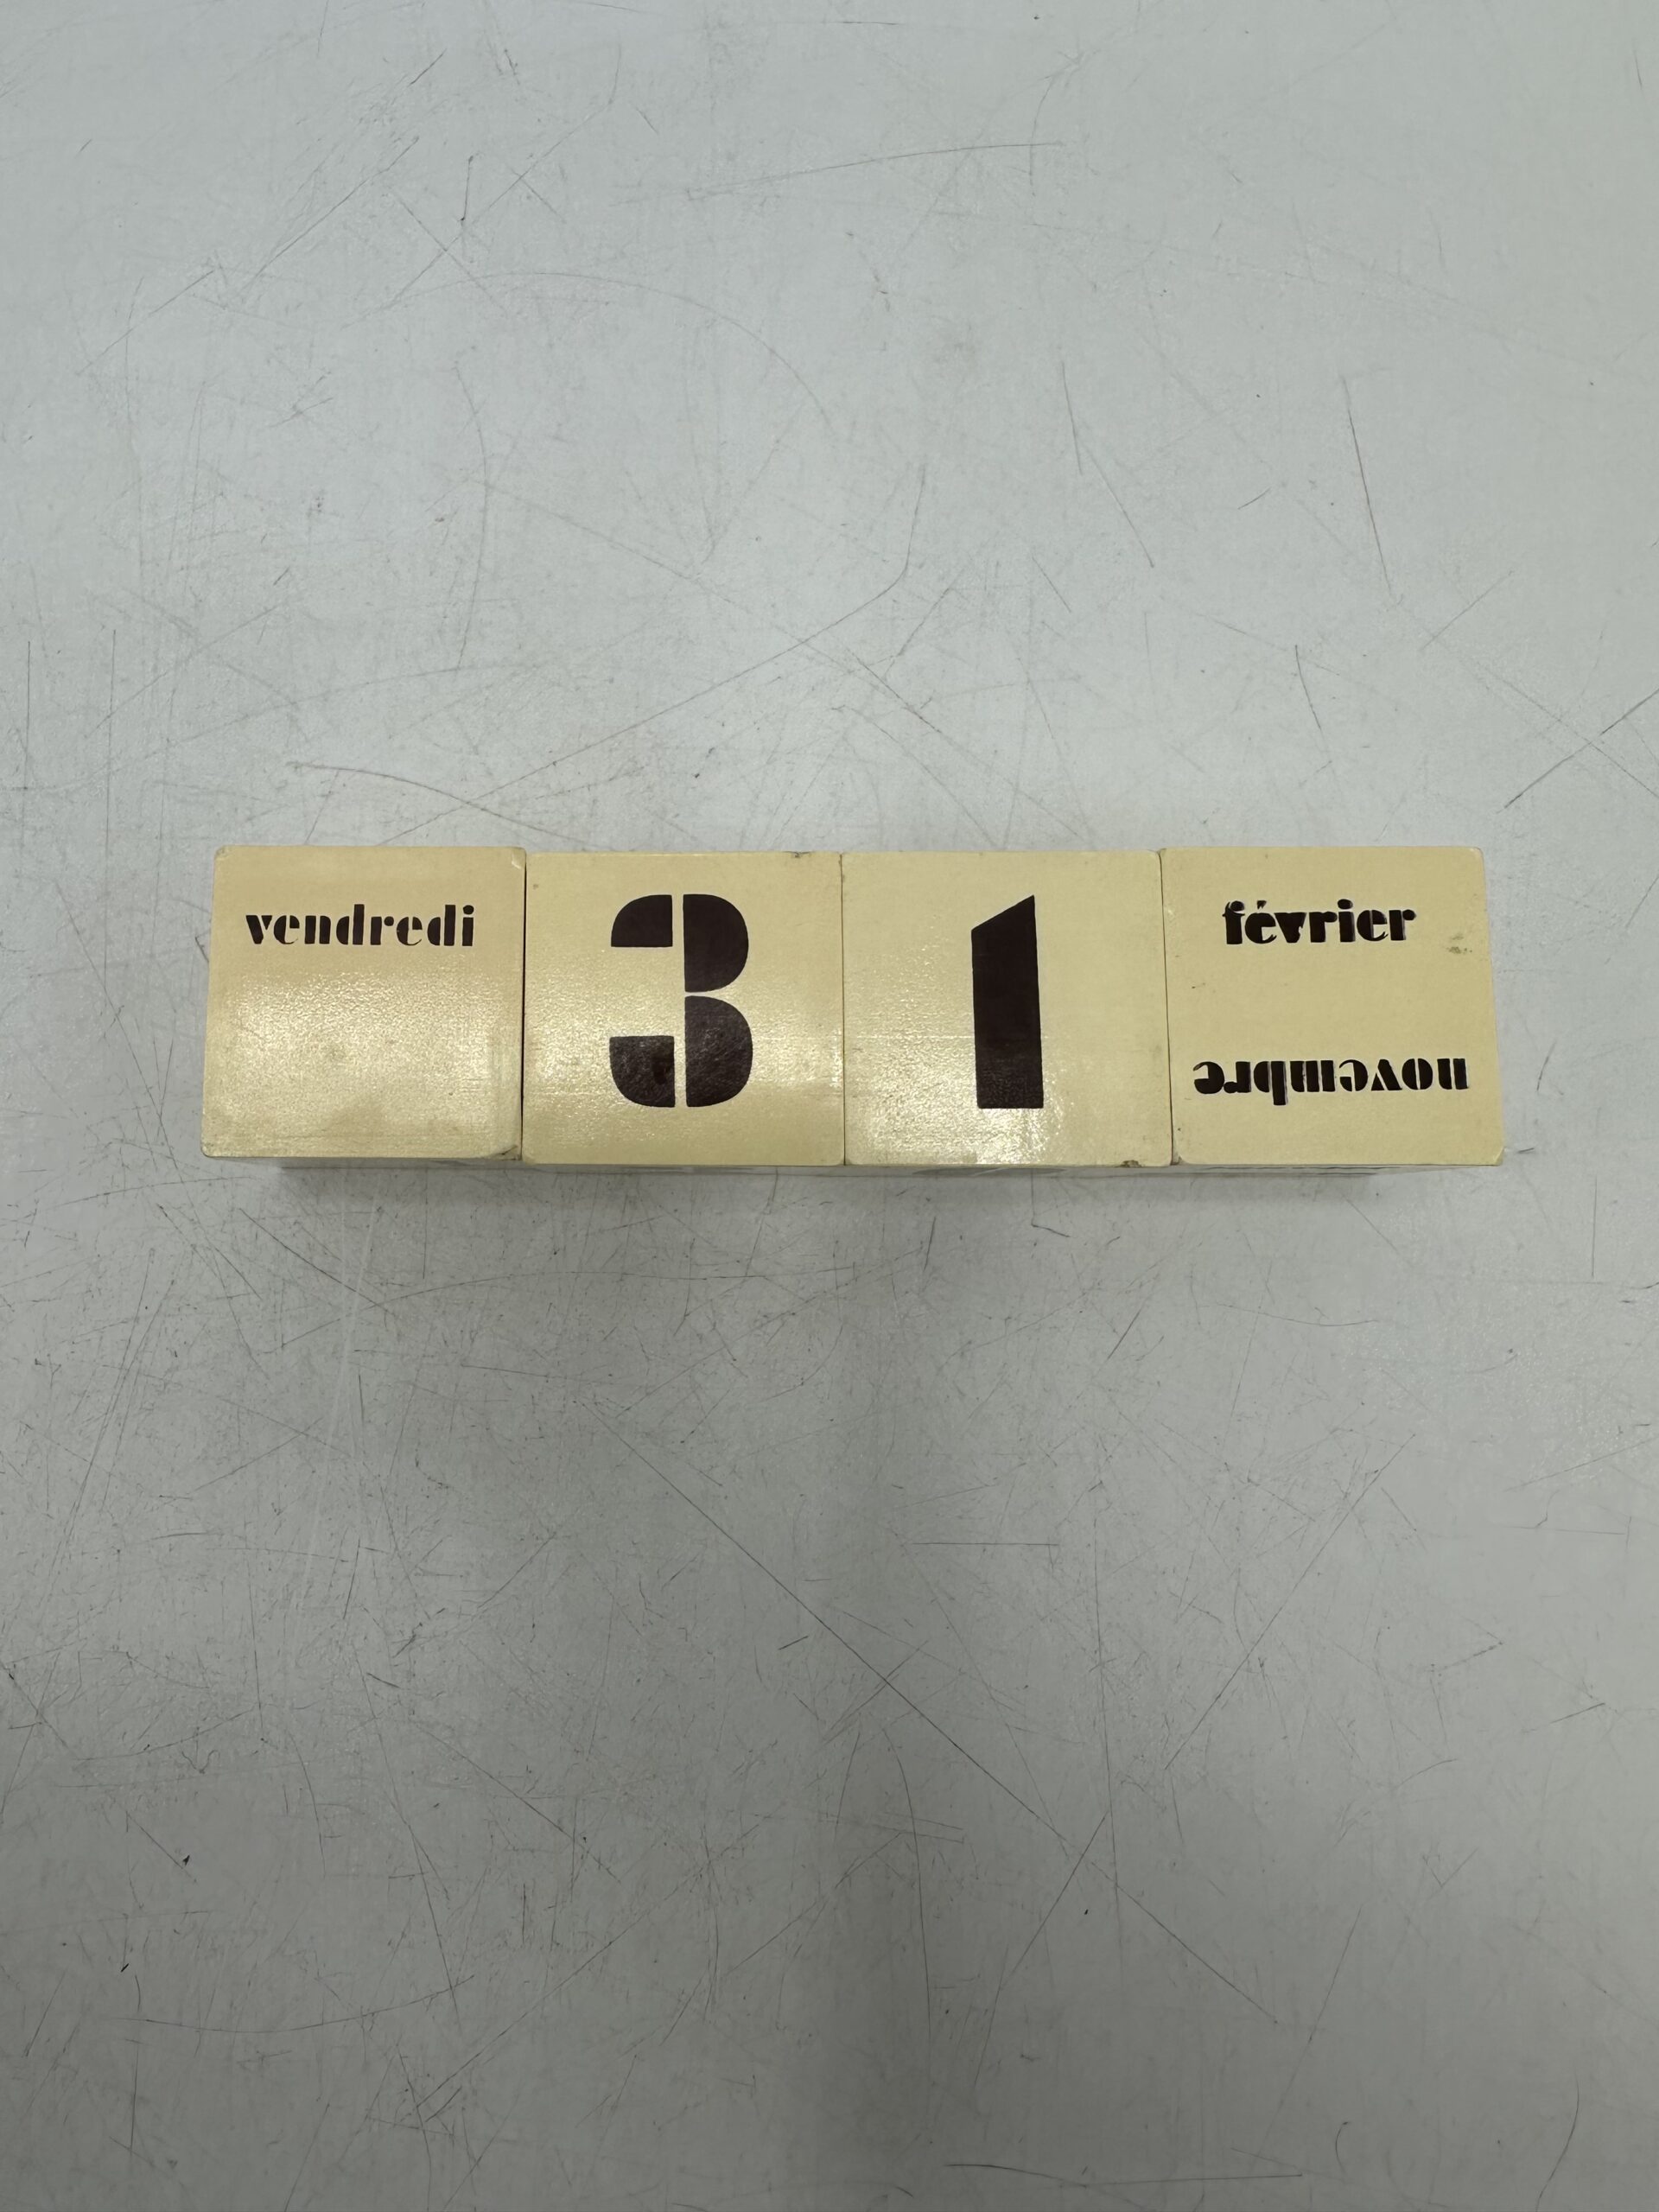 vendredi
3
1
février
novembre